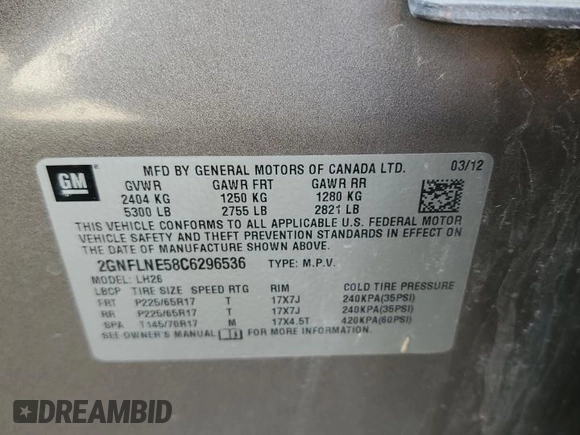 GM
MFD BY GENERAL MOTORS OF CANADA LTD. 03/12
GVWR GAWR FRT GAWR RR
2404 KG 1250 KG 1280 KG
5300 LB 2755 LB 2821 LB
THIS VEHICLE CONFORMS TO ALL APPLICABLE U.S. FEDERAL MOTOR
VEHICLE SAFETY AND THEFT PREVENTION STANDARDS IN EFFECT ON
THE DATE OF MANUFACTURE SHOWN ABOVE.
2GNFLNE58C6296536 TYPE: M.P.V.
MODEL: LH26
LBCP TIRE SIZE SPEED RTG RIM COLD TIRE PRESSURE
FRT P225/65R17 T 17X7J 240KPA(35PSI)
RR P225/65R17 T 17X7J 240KPA(35PSI)
SPA T145/70R17 M 17X4.5T 420KPA(60PSI)
SEE OWNER'S MANUAL FOR MORE INFORMATION.
DREAMBID